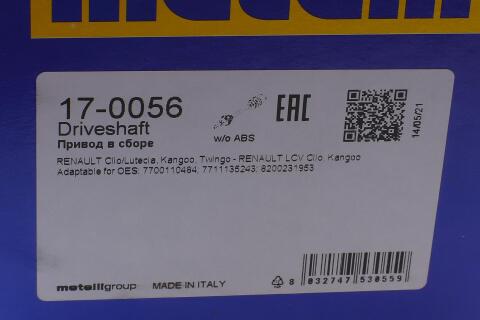 metelli
17-0056
Driveshaft
Привод в сборе
w/o ABS
EAC
14/05/21
RENAULT Clio/Lutecia, Kangoo, Twingo - RENAULT LCV Clio, Kangoo
Adaptable for OES: 7700110484; 7711135243; 8200231953
metelligroup
MADE IN ITALY
8 032747 530559